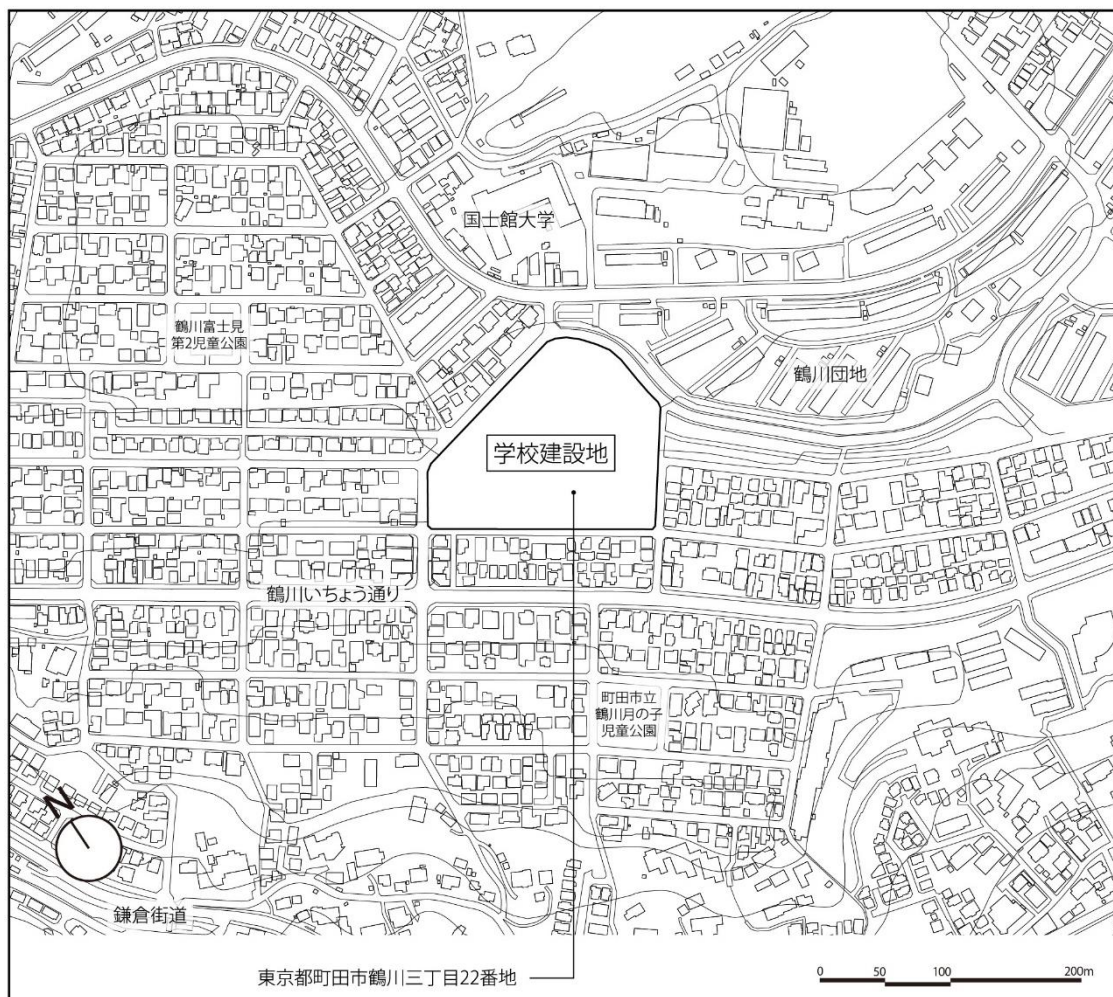 国士館大学
鶴川富士見
第2児童公園
鶴川団地
学校建設地
鶴川いちょう通り
町田市立
鶴川月の子
児童公園
N
鎌倉街道
東京都町田市鶴川三丁目22番地
0 50 100 200m